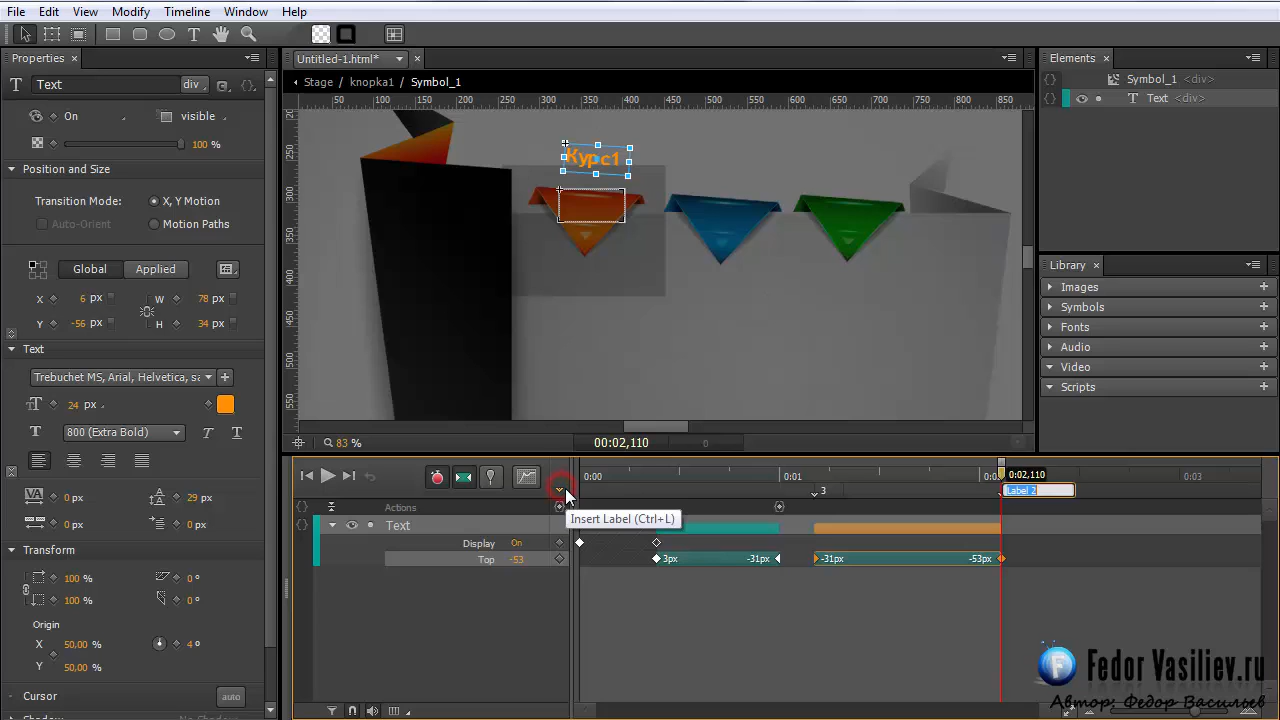 File Edit View Modify Timeline Window Help
Properties
Untitled-1.html*
Elements
T Text div
Stage knopka1 Symbol_1
{} Symbol_1 <div>
{} T Text <div>
50 100 150 200 250 300 350 400 450 500 550 600 650 700 750 800 850
On visible
100 %
Position and Size
Transition Mode: X, Y Motion
Auto-Orient Motion Paths
Global Applied
X 6 px W 78 px
Y -56 px H 34 px
Text
Trebuchet MS, Arial, Helvetica, sa
24 px
T 800 (Extra Bold) T T
0 px 29 px
0 px 0 px
Transform
100 % 0 º
100 % 0 º
Origin
X 50,00 % 4 º
Y 50,00 %
Cursor auto
Курс1
250
300
350
400
450
500
550
Library
Images
Symbols
Fonts
Audio
Video
Scripts
83 %
00:02,110 0
0:00 0:01 0:02,110 0:03
3 Label 2
{} Actions
Insert Label (Ctrl+L)
{} Text
Display On
Top -53 3px -31px -31px -53px
Fedor Vasiliev.ru
Автор: Федор Васильев